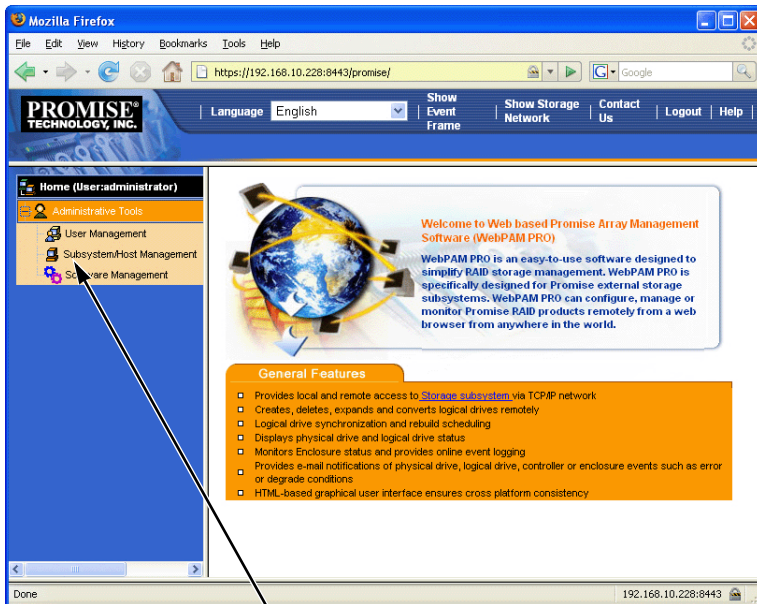 Mozilla Firefox
File Edit View History Bookmarks Tools Help
https://192.168.10.228:8443/promise/
G Google
PROMISE®
TECHNOLOGY, INC.
Language English
Show Event Frame
Show Storage Network
Contact Us
Logout
Help
Home (User:administrator)
Administrative Tools
User Management
Subsystem/Host Management
Management
Welcome to Web based Promise Array Management
Software (WebPAM PRO)
WebPAM PRO is an easy-to-use software designed to
simplify RAID storage management. WebPAM PRO is
specifically designed for Promise external storage
subsystems. WebPAM PRO can configure, manage or
monitor Promise RAID products remotely from a web
browser from anywhere in the world.
General Features
Provides local and remote access to Storage subsystem via TCP/IP network
Creates, deletes, expands and converts logical drives remotely
Logical drive synchronization and rebuild scheduling
Displays physical drive and logical drive status
Monitors Enclosure status and provides online event logging
Provides e-mail notifications of physical drive, logical drive, controller or enclosure events such as error
or degrade conditions
HTML-based graphical user interface ensures cross platform consistency
Done
192.168.10.228:8443